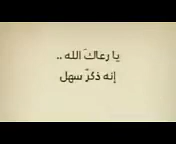 يا رعاكَ الله ..
إنه ذكرٌ سهل